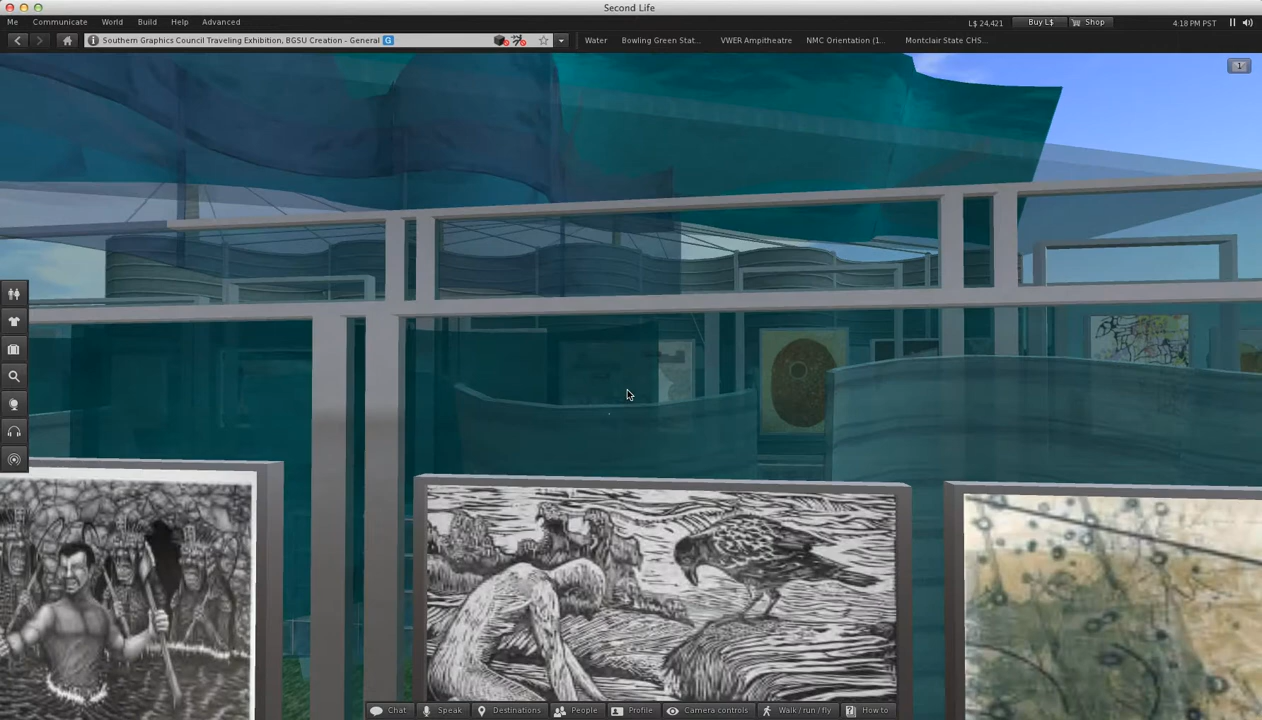 Second Life
Me Communicate World Build Help Advanced L$ 24,421 Buy L$ Shop 4:18 PM PST
Southern Graphics Council Traveling Exhibition, BGSU Creation - General G Water Bowling Green Stat... VWER Ampitheatre NMC Orientation (1... Montclair State CHS...
1
Chat Speak Destinations People Profile Camera controls Walk / run / fly How to